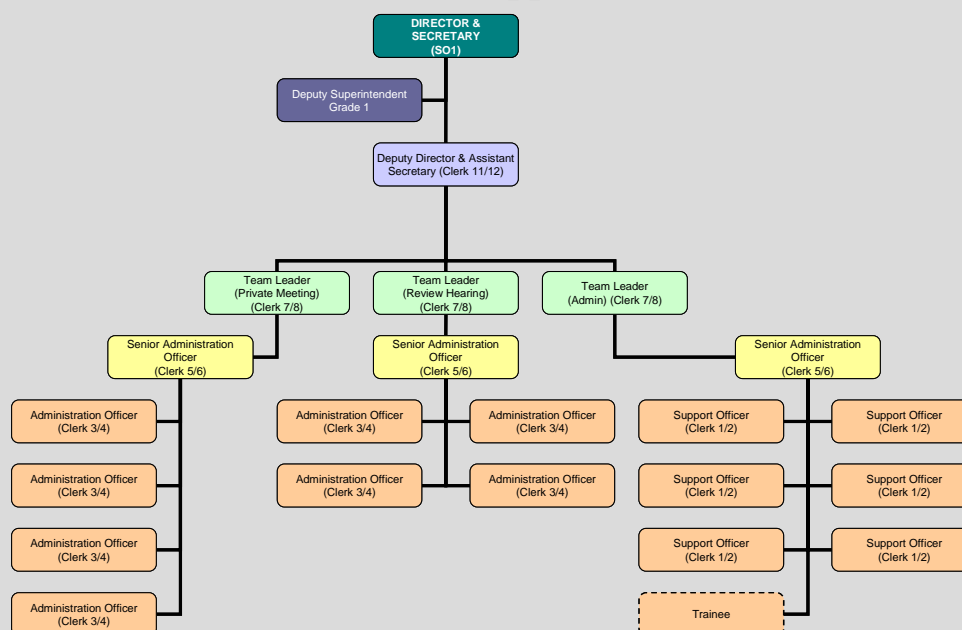 DIRECTOR &
SECRETARY
(SO1)
Deputy Superintendent
Grade 1
Deputy Director & Assistant
Secretary (Clerk 11/12)
Team Leader
(Private Meeting)
(Clerk 7/8)
Team Leader
(Review Hearing)
(Clerk 7/8)
Team Leader
(Admin) (Clerk 7/8)
Senior Administration
Officer
(Clerk 5/6)
Senior Administration
Officer
(Clerk 5/6)
Senior Administration
Officer
(Clerk 5/6)
Administration Officer
(Clerk 3/4)
Administration Officer
(Clerk 3/4)
Administration Officer
(Clerk 3/4)
Support Officer
(Clerk 1/2)
Support Officer
(Clerk 1/2)
Administration Officer
(Clerk 3/4)
Administration Officer
(Clerk 3/4)
Administration Officer
(Clerk 3/4)
Support Officer
(Clerk 1/2)
Support Officer
(Clerk 1/2)
Administration Officer
(Clerk 3/4)
Support Officer
(Clerk 1/2)
Support Officer
(Clerk 1/2)
Administration Officer
(Clerk 3/4)
Trainee